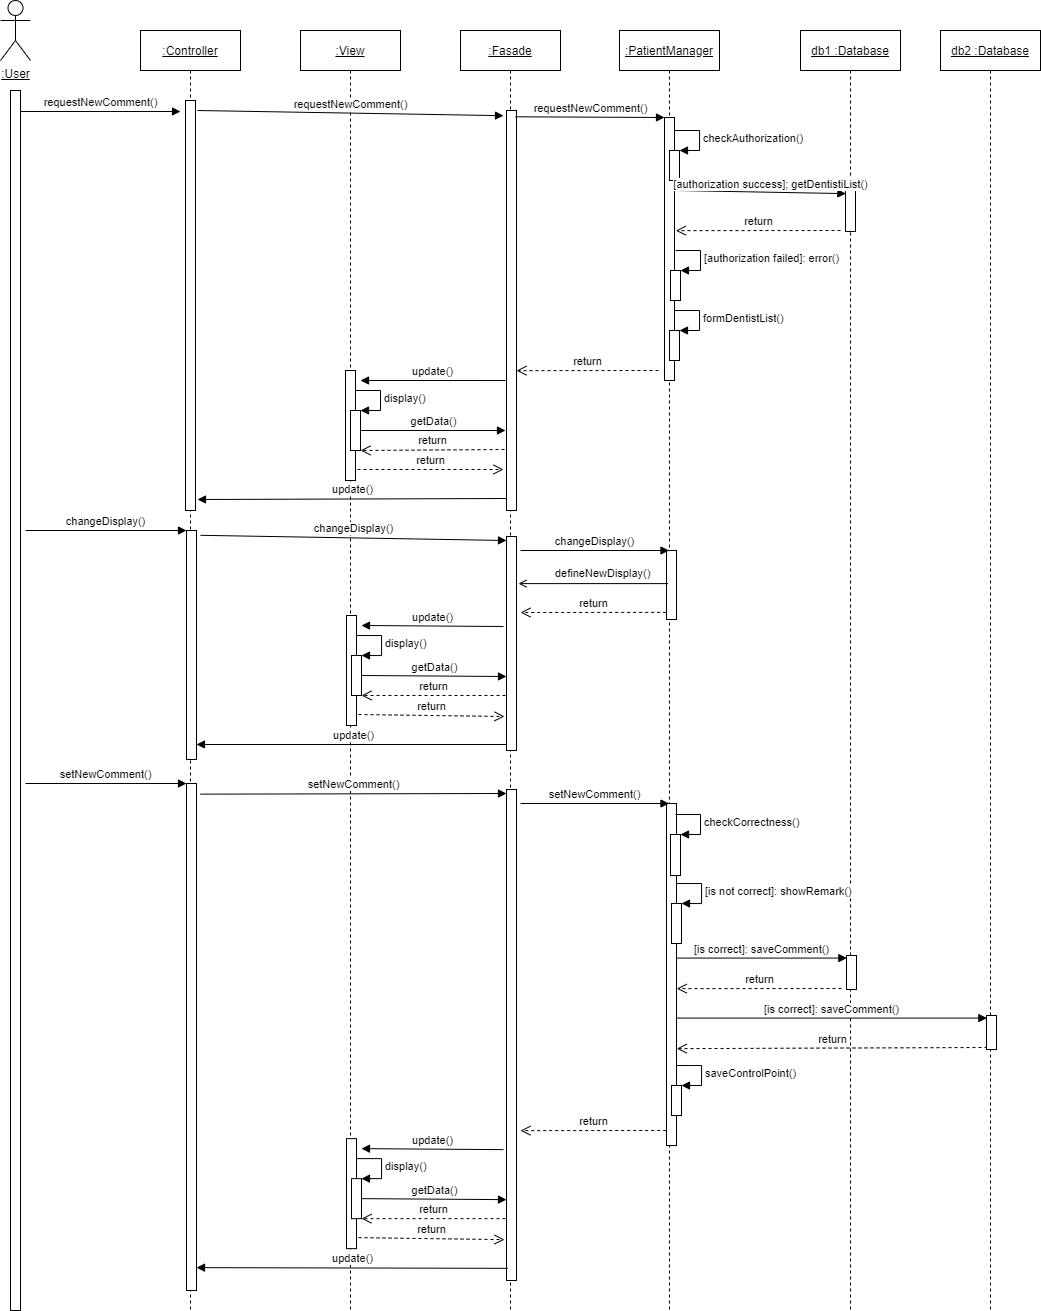 :User
:Controller
:View
:Fasade
:PatientManager
db1 :Database
db2 :Database
requestNewComment()
requestNewComment()
requestNewComment()
checkAuthorization()
[authorization success]; getDentistiList()
return
[authorization failed]: error()
formDentistList()
return
update()
display()
getData()
return
return
update()
changeDisplay()
changeDisplay()
changeDisplay()
defineNewDisplay()
return
update()
display()
getData()
return
return
update()
setNewComment()
setNewComment()
setNewComment()
checkCorrectness()
[is not correct]: showRemark()
[is correct]: saveComment()
return
[is correct]: saveComment()
return
saveControlPoint()
return
update()
display()
getData()
return
return
update()